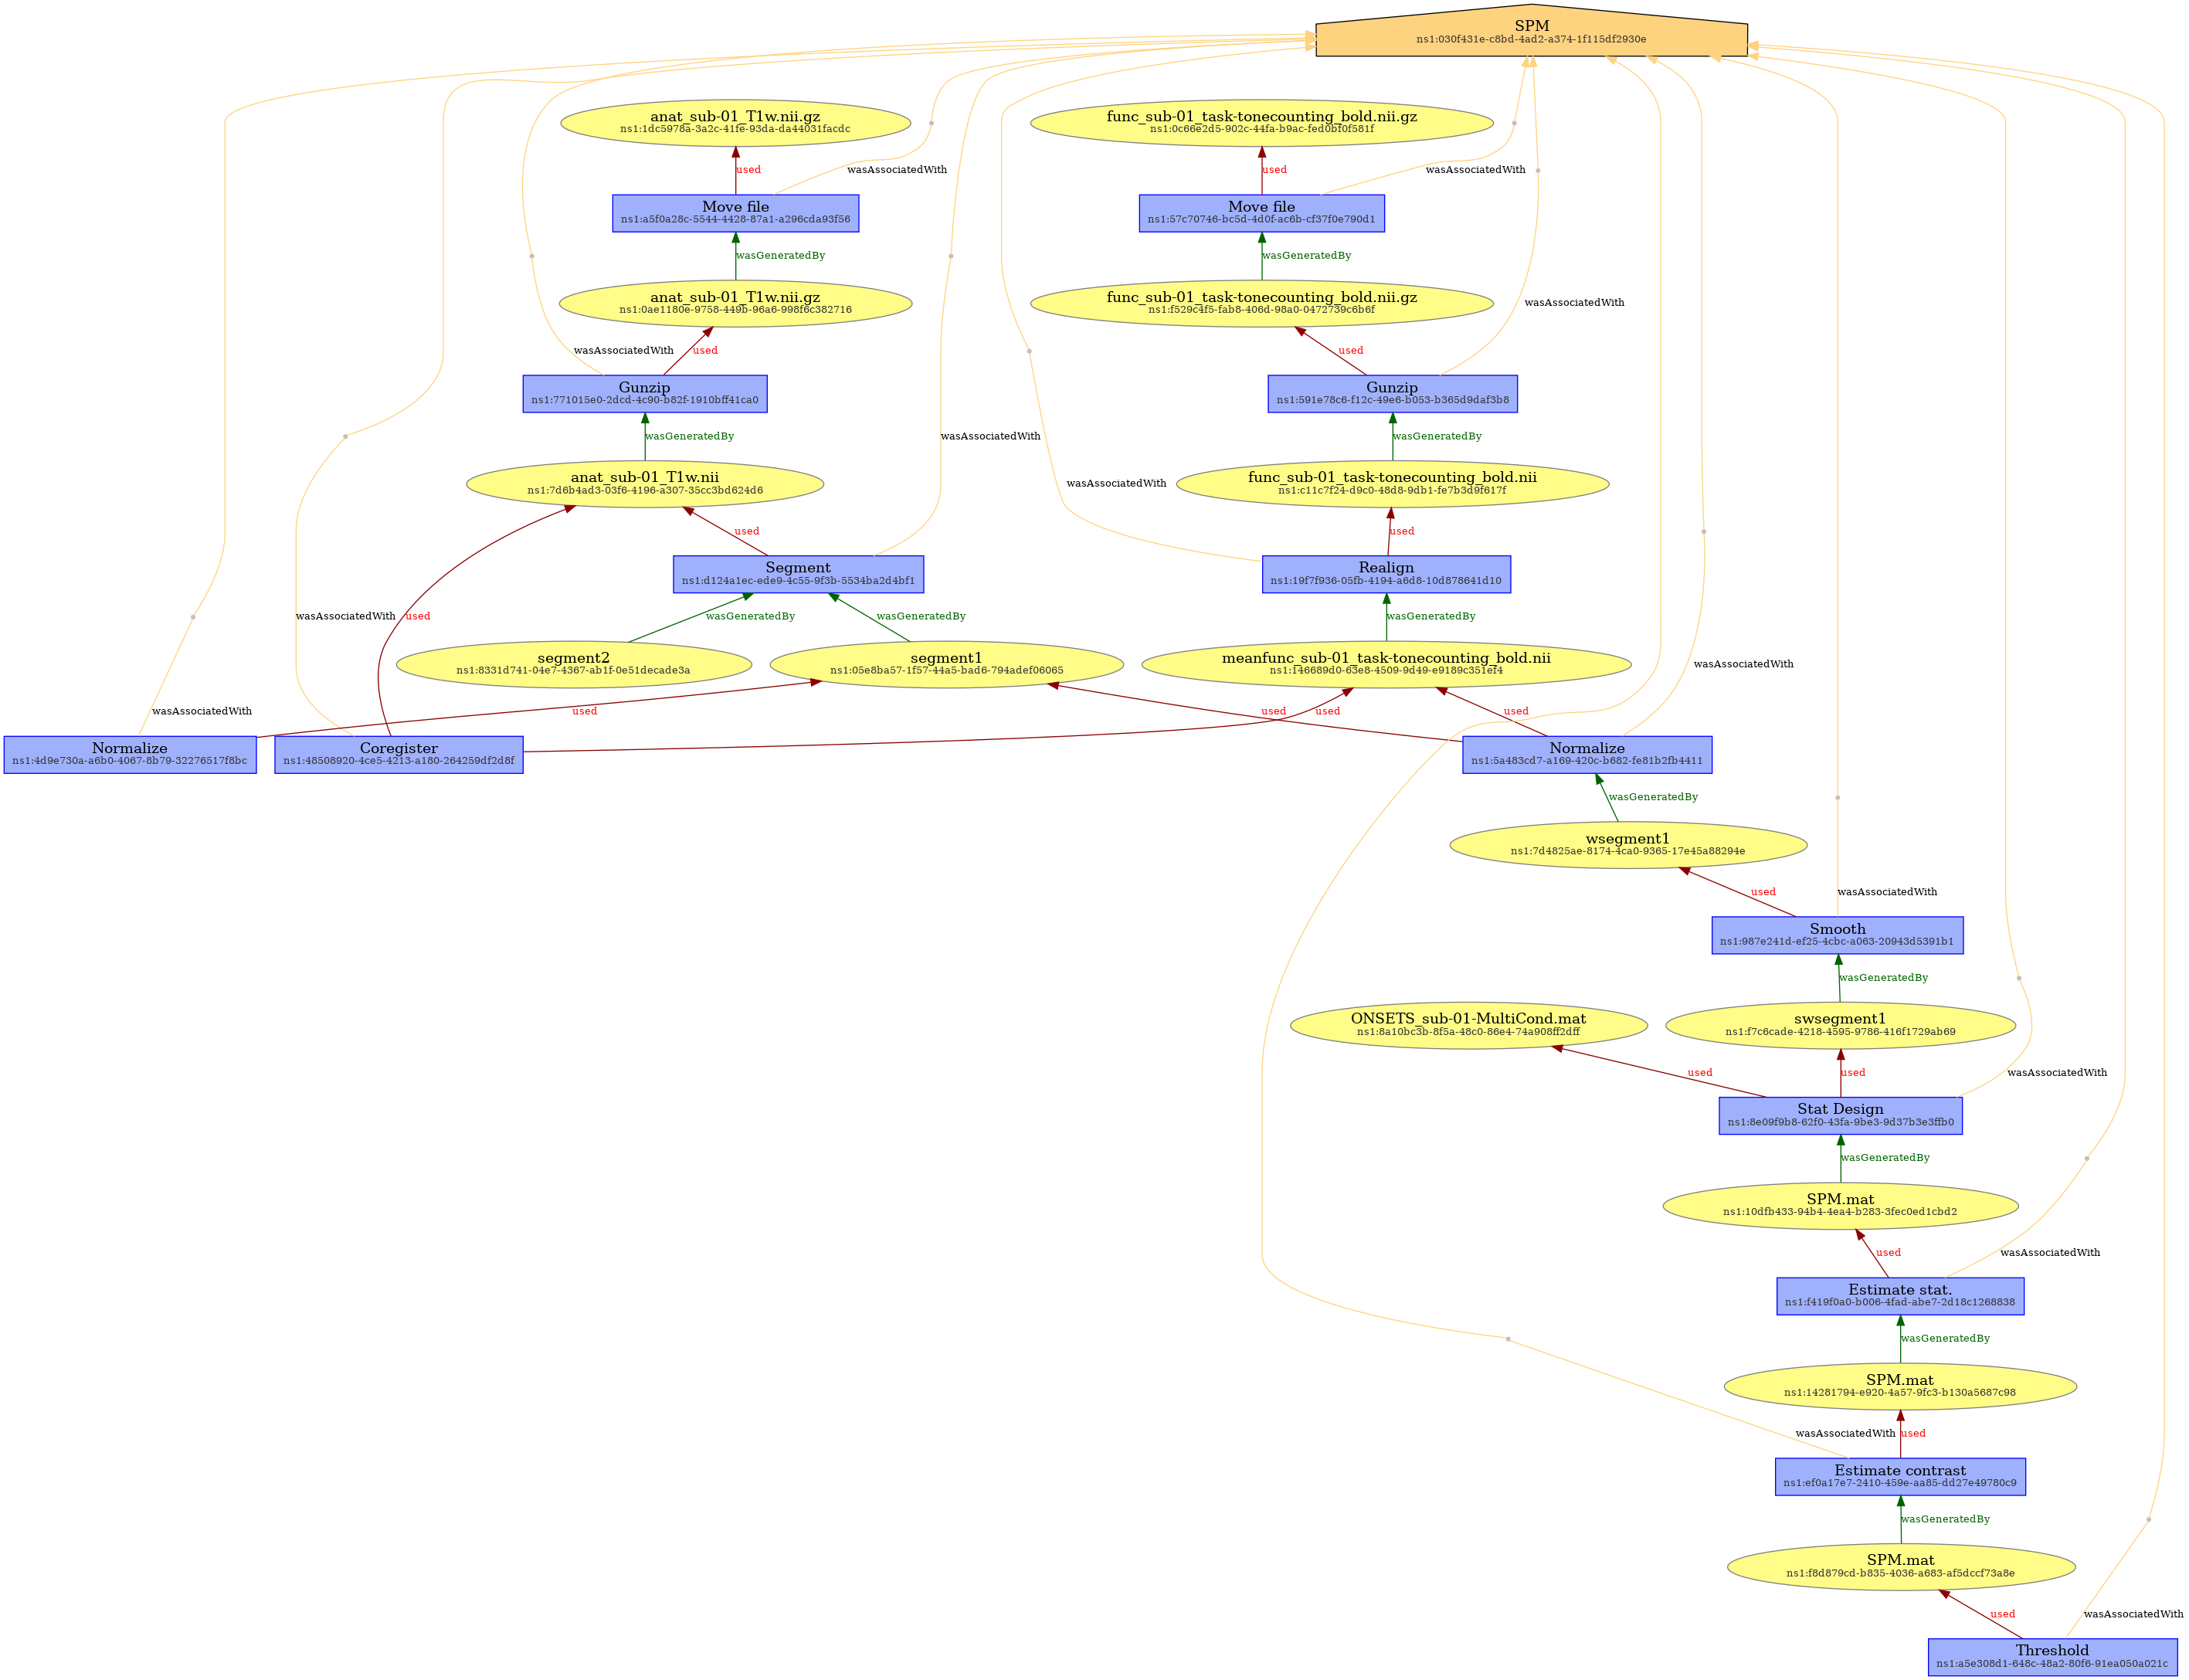 SPM
ns1:030f431e-c8bd-4ad2-a374-1f115df2930e
anat_sub-01_T1w.nii.gz
ns1:1dc5978a-3a2c-41fe-93da-da44031facdc
func_sub-01_task-tonecounting_bold.nii.gz
ns1:0c66e2d5-902c-44fa-b9ac-fed0bf0f581f
used
wasAssociatedWith
used
wasAssociatedWith
Move file
ns1:a5f0a28c-5544-4428-87a1-a296cda93f56
Move file
ns1:57c70746-bc5d-4d0f-ac6b-cf37f0e790d1
wasGeneratedBy
wasGeneratedBy
anat_sub-01_T1w.nii.gz
ns1:0ae1180e-9758-449b-96a6-998f6c382716
func_sub-01_task-tonecounting_bold.nii.gz
ns1:f529c4f5-fab8-406d-98a0-0472739c6b6f
wasAssociatedWith
wasAssociatedWith
used
used
Gunzip
ns1:771015e0-2dcd-4c90-b82f-1910bff41ca0
Gunzip
ns1:591e78c6-f12c-49e6-b053-b365d9daf3b8
wasGeneratedBy
wasAssociatedWith
wasGeneratedBy
anat_sub-01_T1w.nii
ns1:7d6b4ad3-03f6-4196-a307-35cc3bd624d6
func_sub-01_task-tonecounting_bold.nii
ns1:c11c7f24-d9c0-48d8-9db1-fe7b3d9f617f
wasAssociatedWith
used
used
Segment
ns1:d124a1ec-ede9-4c55-9f3b-5534ba2d4bf1
Realign
ns1:19f7f936-05fb-4194-a6d8-10d878641d10
wasAssociatedWith
used
wasGeneratedBy
wasGeneratedBy
wasGeneratedBy
segment2
ns1:8331d741-04e7-4367-ab1f-0e51decade3a
segment1
ns1:05e8ba57-1f57-44a5-bad6-794adef06065
meanfunc_sub-01_task-tonecounting_bold.nii
ns1:146689d0-63e8-4509-9d49-e9189c351ef4
wasAssociatedWith
wasAssociatedWith
used
used
used
used
Normalize
ns1:4d9e730a-a6b0-4067-8b79-32276517f8bc
Coregister
ns1:48508920-4ce5-4213-a180-264259df2d8f
Normalize
ns1:5a483cd7-a169-420c-b682-fe81b2fb4411
wasGeneratedBy
wsegment1
ns1:7d4825ae-8174-4ca0-9365-17e45a88294e
used
wasAssociatedWith
Smooth
ns1:987e241d-ef25-4cbc-a063-20943d5391b1
wasGeneratedBy
ONSETS_sub-01-MultiCond.mat
ns1:8a10bc3b-8f5a-48c0-86e4-74a908ff2dff
swsegment1
ns1:f7c6cade-4218-4595-9786-416f1729ab69
used
used
wasAssociatedWith
Stat Design
ns1:8e09f9b8-62f0-43fa-9be3-9d37b3e3ffb0
wasGeneratedBy
SPM.mat
ns1:10dfb433-94b4-4ea4-b283-3fec0ed1cbd2
used
wasAssociatedWith
Estimate stat.
ns1:f419f0a0-b006-4fad-abe7-2d18c1268838
wasGeneratedBy
SPM.mat
ns1:14281794-e920-4a57-9fc3-b130a5687c98
wasAssociatedWith
used
Estimate contrast
ns1:ef0a17e7-2410-459e-aa85-dd27e49780c9
wasGeneratedBy
SPM.mat
ns1:f8d879cd-b835-4036-a683-af5dccf73a8e
used
wasAssociatedWith
Threshold
ns1:a5e308d1-648c-48a2-80f6-91ea050a021c